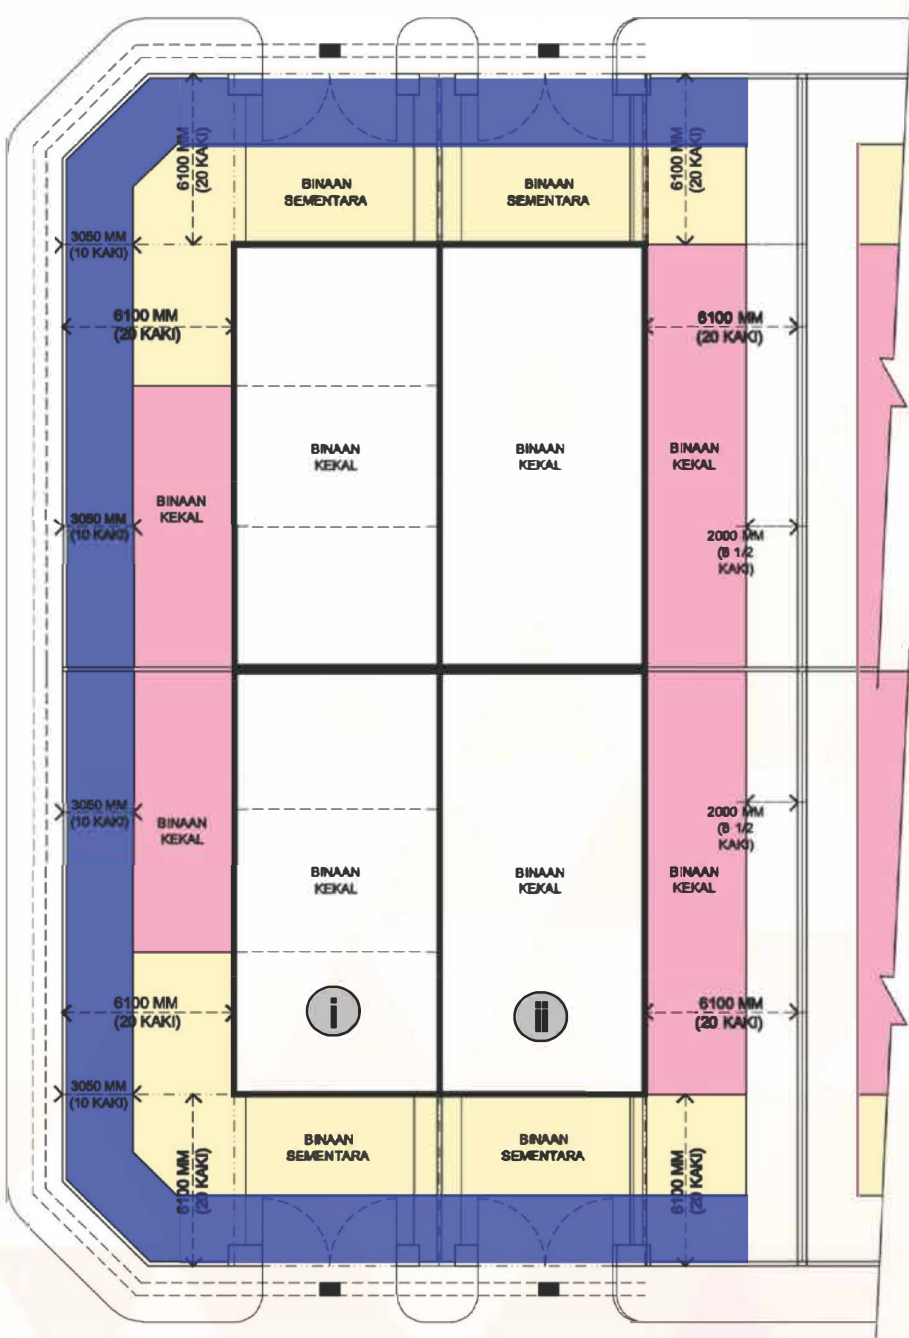 6100 MM
(20 KAKI)
BINAAN
SEMENTARA
BINAAN
SEMENTARA
6100 MM
(20 KAKI)
3050 MM
(10 KAKI)
6100 MM
(20 KAKI)
6100 MM
(20 KAKI)
BINAAN
KEKAL
BINAAN
KEKAL
BINAAN
KEKAL
BINAAN
KEKAL
3050 MM
(10 KAKI)
2000 MM
(6 1/2
KAKI)
3050 MM
(10 KAKI)
BINAAN
KEKAL
2000 MM
(6 1/2
KAKI)
BINAAN
KEKAL
BINAAN
KEKAL
BINAAN
KEKAL
6100 MM
(20 KAKI)
i
ii
6100 MM
(20 KAKI)
3050 MM
(10 KAKI)
6100 MM
(20 KAKI)
BINAAN
SEMENTARA
BINAAN
SEMENTARA
6100 MM
(20 KAKI)